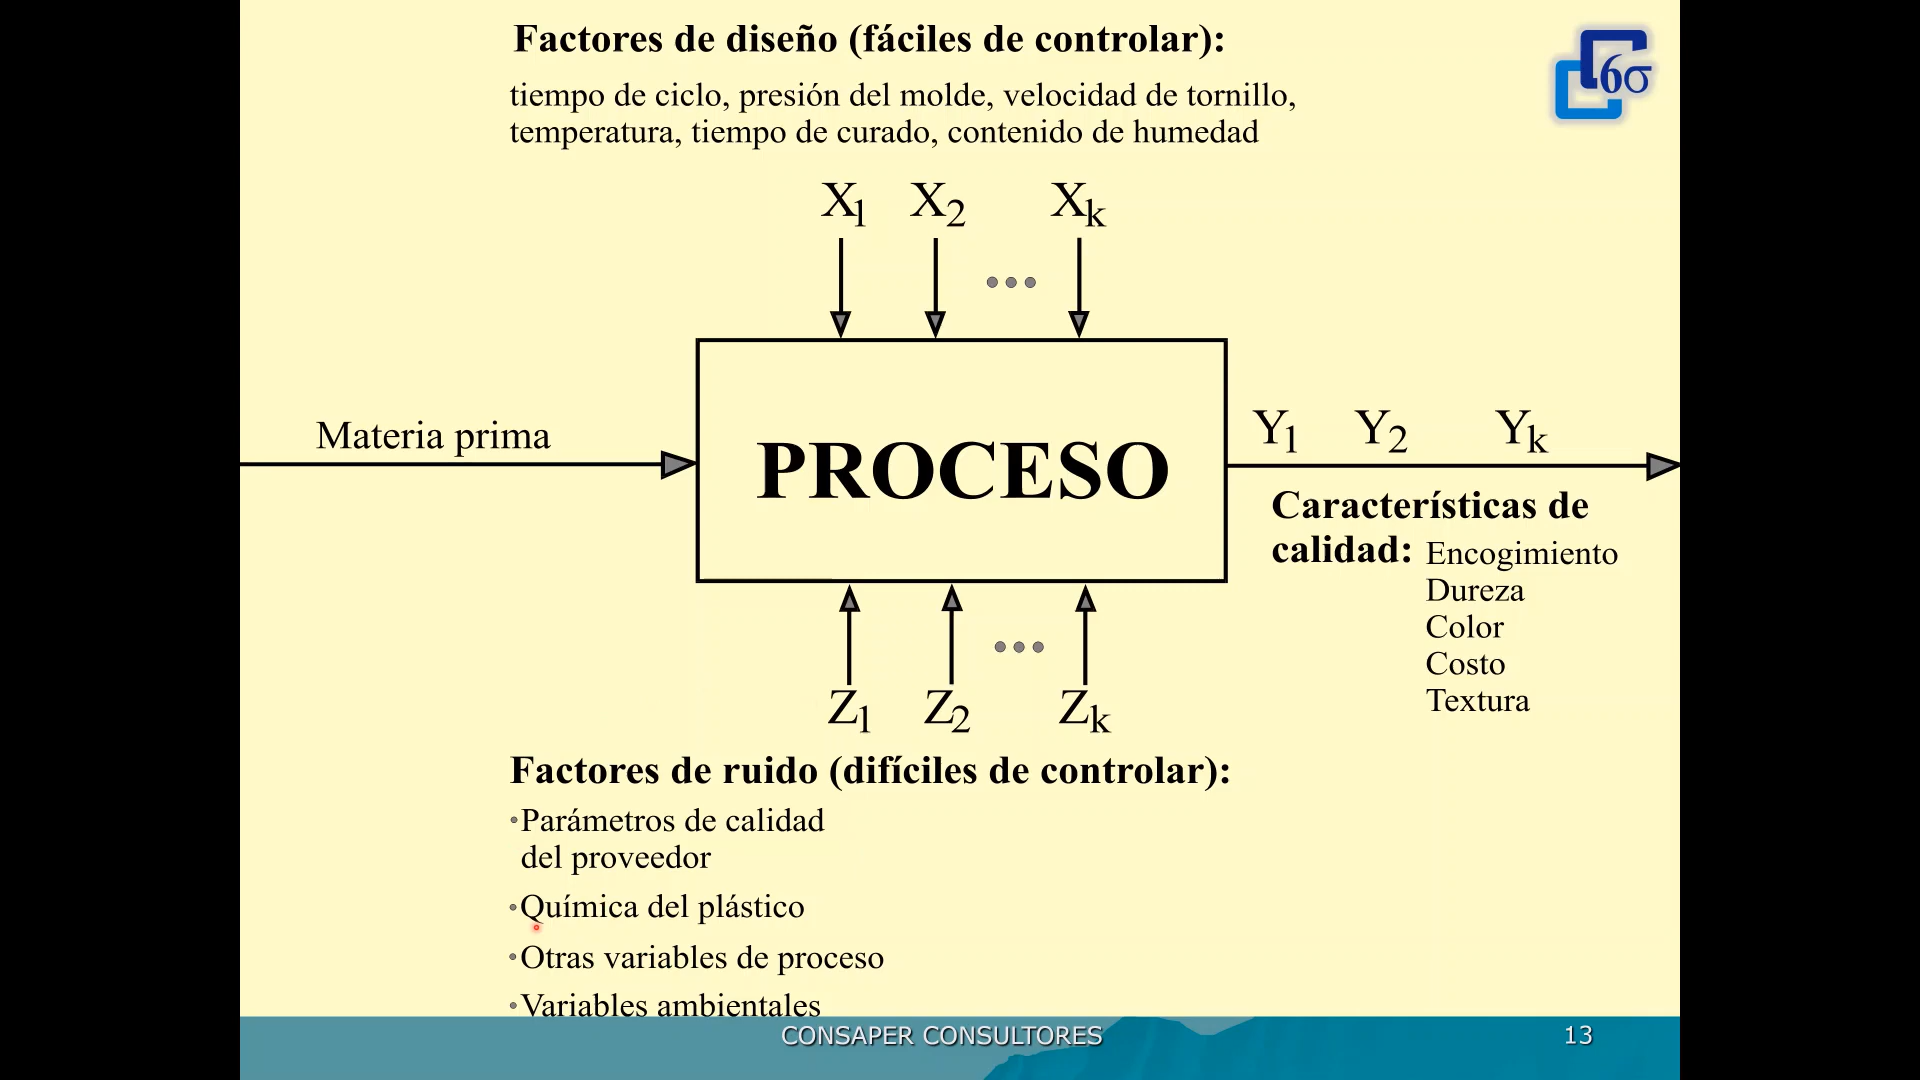 Factores de diseño (fáciles de controlar):
6σ
tiempo de ciclo, presión del molde, velocidad de tornillo,
temperatura, tiempo de curado, contenido de humedad
X1 X2 Xk
Materia prima
PROCESO
Y1 Y2 Yk
Características de
calidad: Encogimiento
Dureza
Color
Costo
Textura
Z1 Z2 Zk
Factores de ruido (difíciles de controlar):
•Parámetros de calidad
del proveedor
•Química del plástico
•Otras variables de proceso
•Variables ambientales
CONSAPER CONSULTORES 13